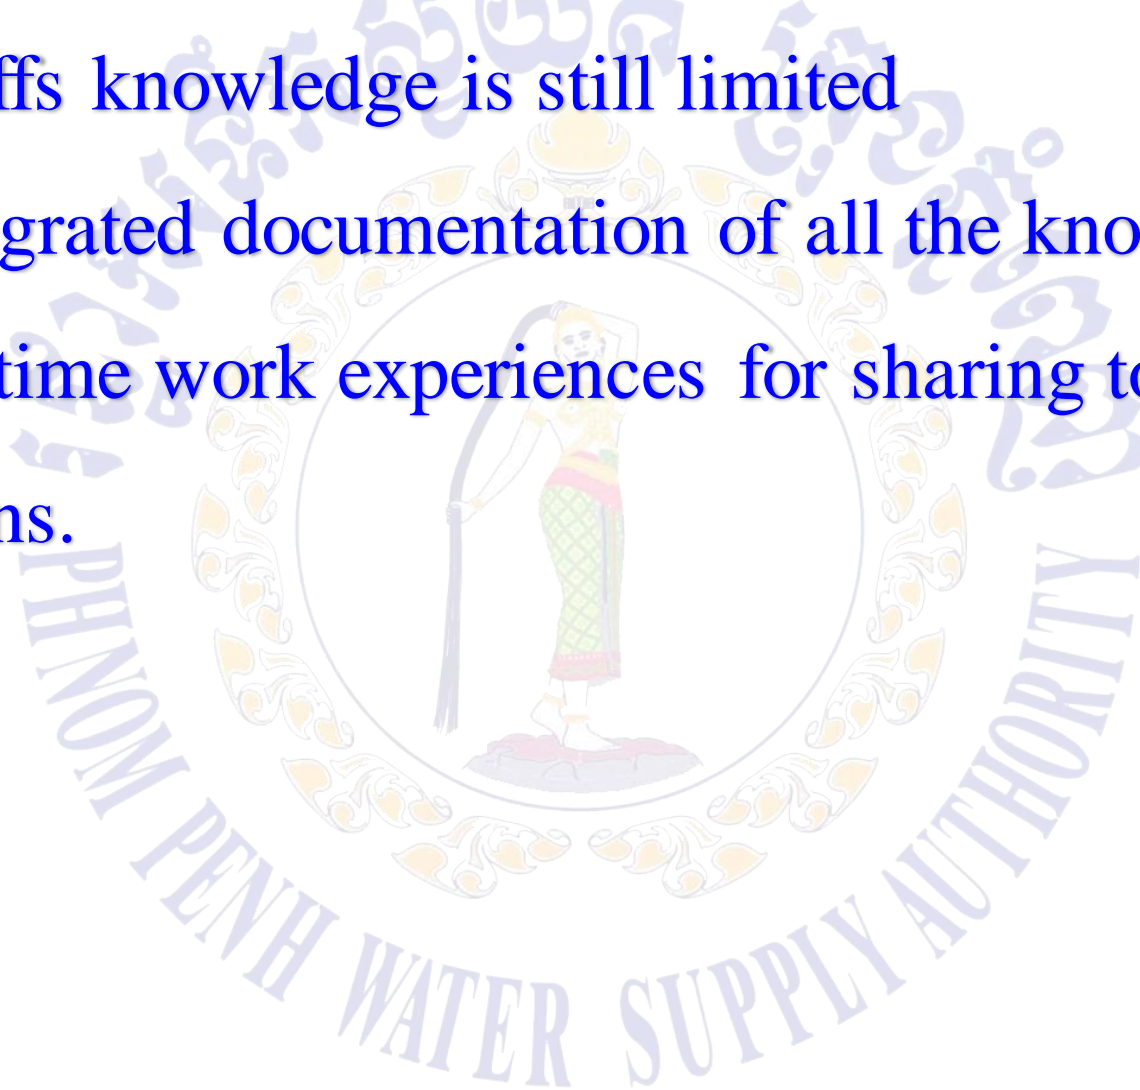 ffs knowledge is still limited
grated documentation of all the kno
time work experiences for sharing to
ns.
PHNOM PENH WATER SUPPLY AUTHORITY